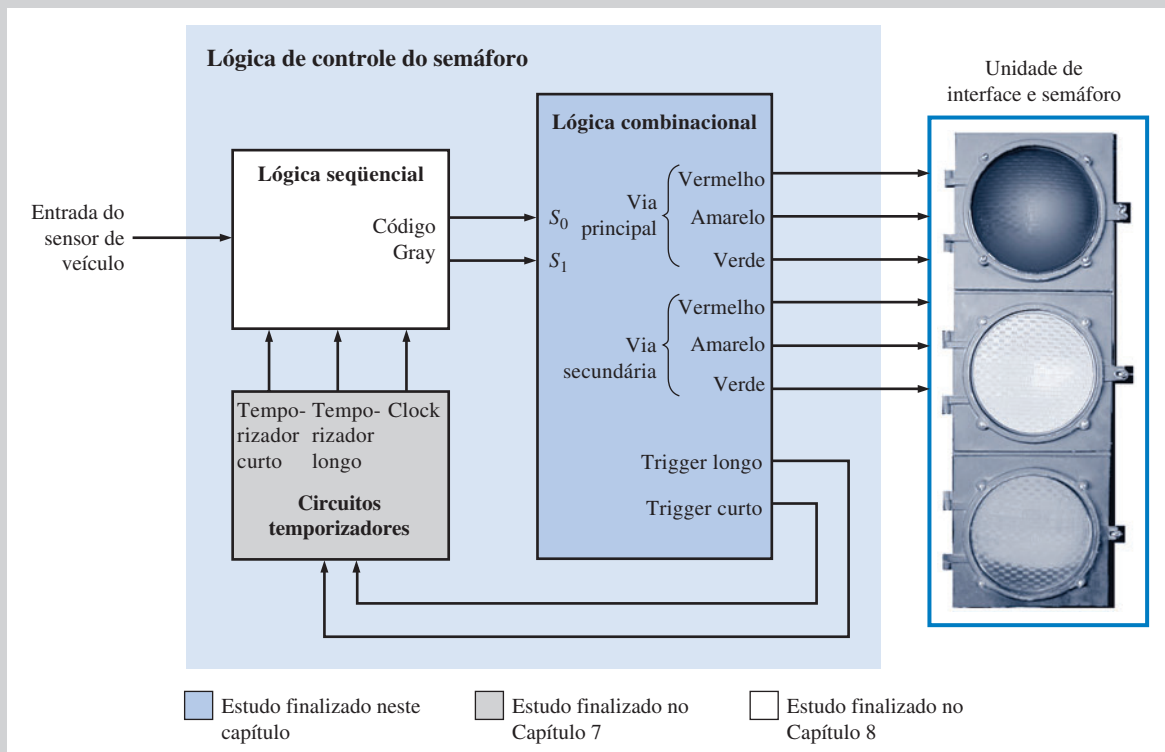 Lógica de controle do semáforo
Unidade de
interface e semáforo
Lógica combinacional
Lógica seqüencial
Código
Gray
Entrada do
sensor de
veículo
S0
S1
Via
principal
Vermelho
Amarelo
Verde
Via
secundária
Vermelho
Amarelo
Verde
Tempo-
rizador
curto
Tempo-
rizador
longo
Clock
Circuitos
temporizadores
Trigger longo
Trigger curto
Estudo finalizado neste
capítulo
Estudo finalizado no
Capítulo 7
Estudo finalizado no
Capítulo 8